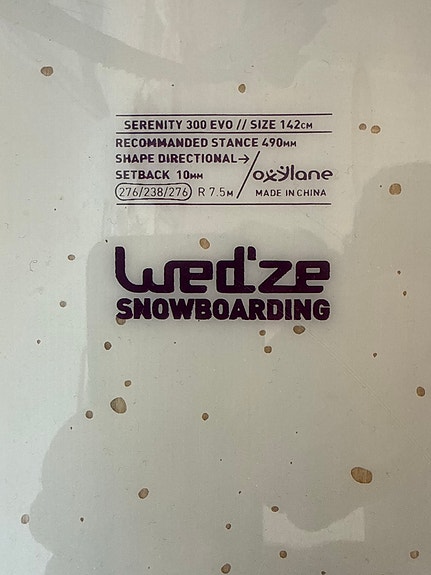 SERENITY 300 EVO // SIZE 142CM
RECOMMANDED STANCE 490MM
SHAPE DIRECTIONAL→
SETBACK 10MM
276/238/276 R 7.5M
oxylane
MADE IN CHINA
Wed'ze
SNOWBOARDING